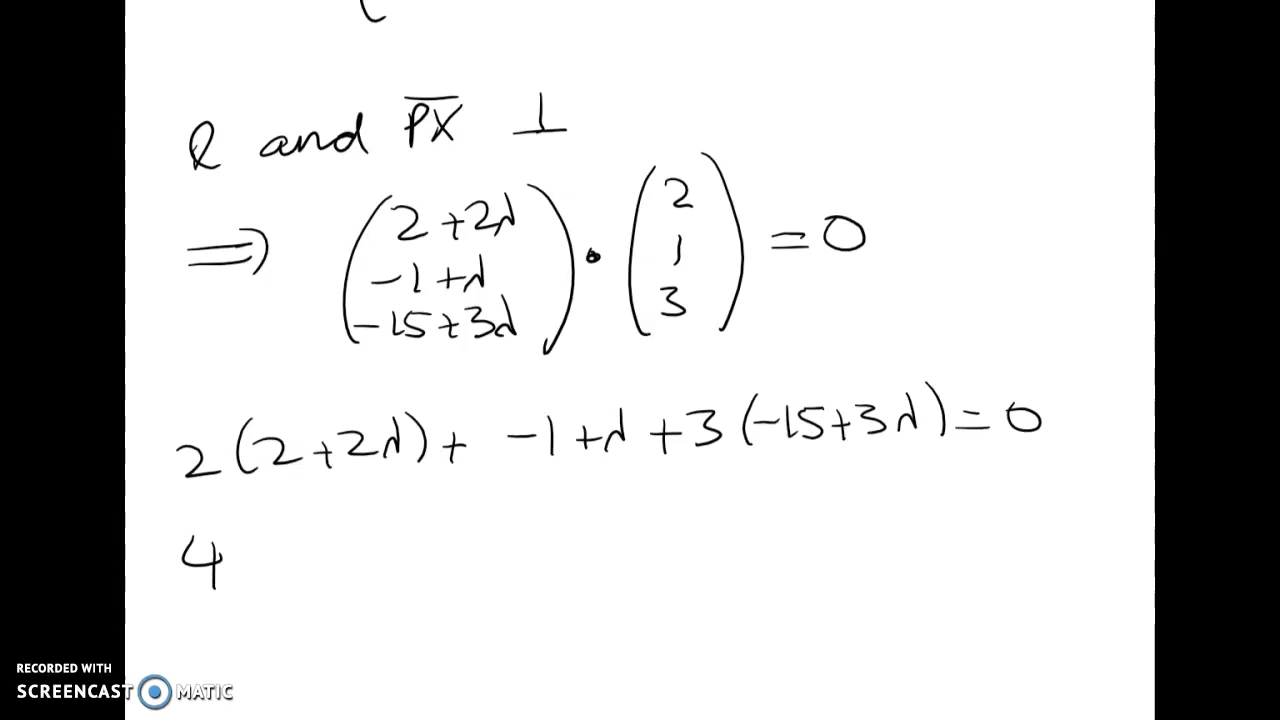 l and P̅X̅ ⊥
⟹ (2+2λ, -1+λ, -15+3λ) • (2, 1, 3) = 0
2(2+2λ) + -1+λ +3(-15+3λ) = 0
4
RECORDED WITH
SCREENCAST MATIC